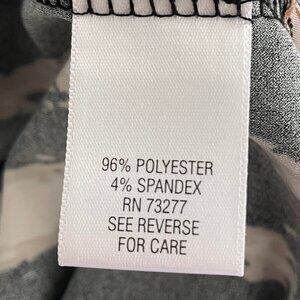 96% POLYESTER
4% SPANDEX
RN 73277
SEE REVERSE
FOR CARE